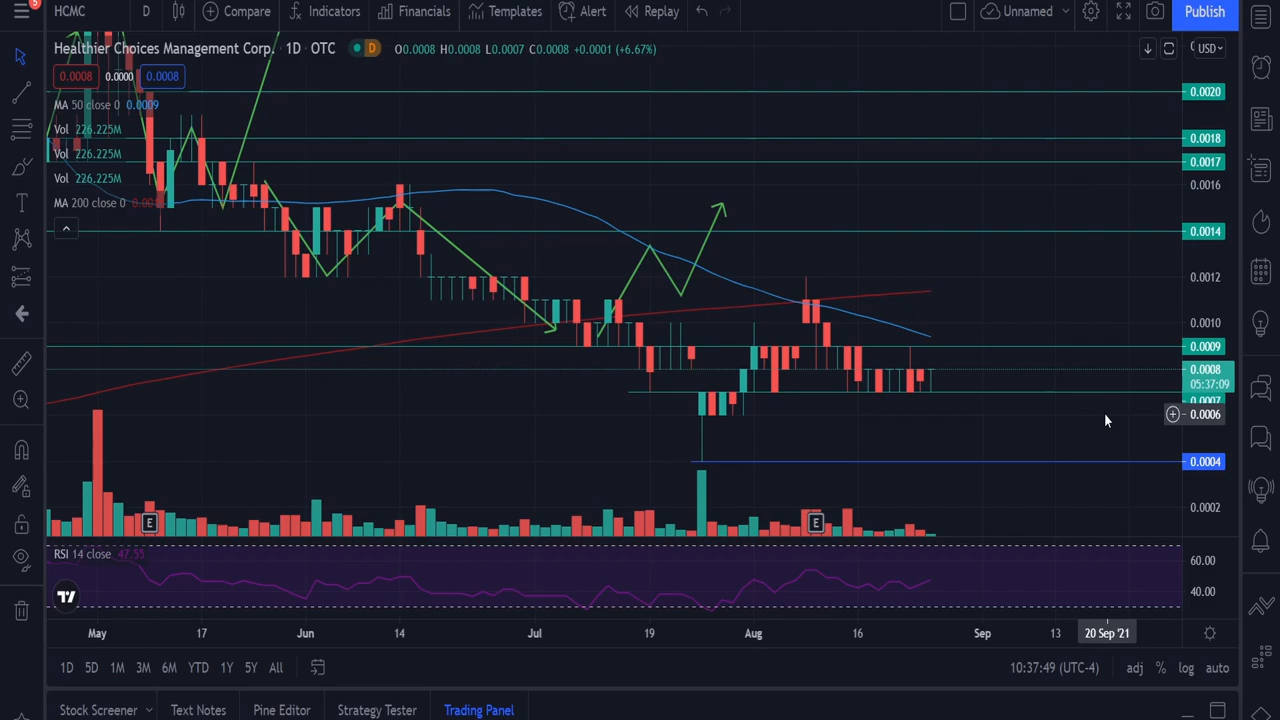 5
HCMC D Compare Indicators Financials Templates Alert Replay Unnamed Publish
Healthier Choices Management Corp. · 1D · OTC D O0.0008 H0.0008 L0.0007 C0.0008 +0.0001 (+6.67%) USD
0.0008 0.0000 0.0008
MA 50 close 0 0.0009
Vol 226.225M
Vol 226.225M
Vol 226.225M
MA 200 close 0
0.0020
0.0018
0.0017
0.0016
0.0014
0.0012
0.0010
0.0009
0.0008
05:37:09
0.0007
0.0006
0.0004
0.0002
E E
RSI 14 close 47.55
60.00
40.00
May 17 Jun 14 Jul 19 Aug 16 Sep 13 20 Sep '21
1D 5D 1M 3M 6M YTD 1Y 5Y All 10:37:49 (UTC-4) adj % log auto
Stock Screener Text Notes Pine Editor Strategy Tester Trading Panel